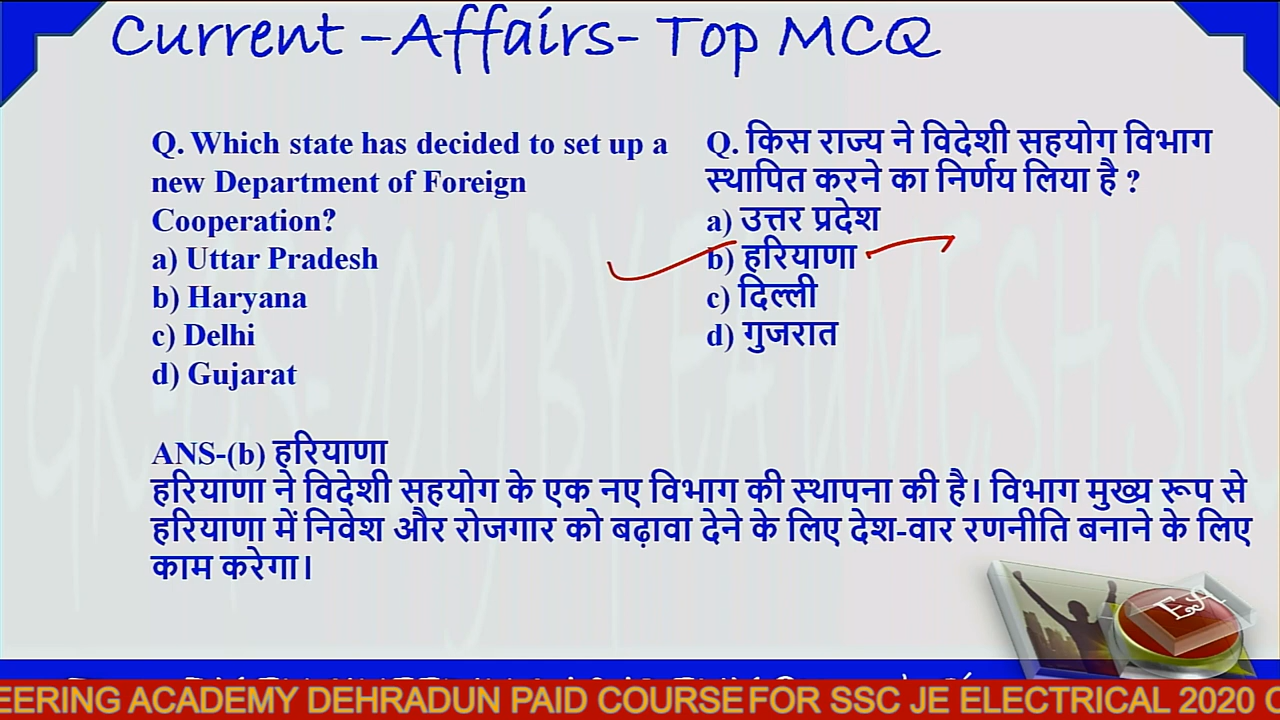 Current -Affairs- Top MCQ
Q. Which state has decided to set up a
new Department of Foreign
Cooperation?
a) Uttar Pradesh
b) Haryana
c) Delhi
d) Gujarat
Q. किस राज्य ने विदेशी सहयोग विभाग
स्थापित करने का निर्णय लिया है ?
a) उत्तर प्रदेश
b) हरियाणा
c) दिल्ली
d) गुजरात
ANS-(b) हरियाणा
हरियाणा ने विदेशी सहयोग के एक नए विभाग की स्थापना की है। विभाग मुख्य रूप से
हरियाणा में निवेश और रोजगार को बढ़ावा देने के लिए देश-वार रणनीति बनाने के लिए
काम करेगा।
EA
EERING ACADEMY DEHRADUN PAID COURSE FOR SSC JE ELECTRICAL 2020